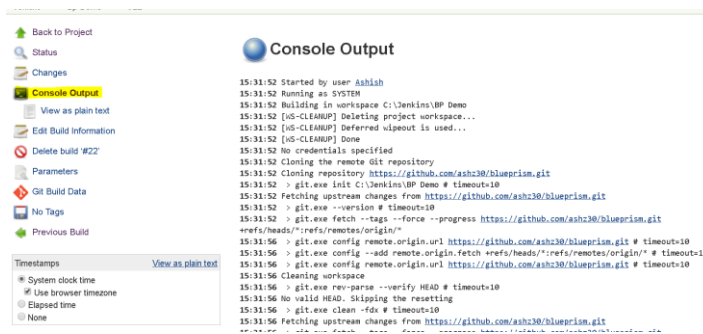 Back to Project
Status
Changes
Console Output
View as plain text
Edit Build Information
Delete build '#22'
Parameters
Git Build Data
No Tags
Previous Build
Timestamps View as plain text
System clock time
Use browser timezone
Elapsed time
None
Console Output
15:31:52 Started by user Ashish
15:31:52 Running as SYSTEM
15:31:52 Building in workspace C:\Jenkins\BP Demo
15:31:52 [WS-CLEANUP] Deleting project workspace...
15:31:52 [WS-CLEANUP] Deferred wipeout is used...
15:31:52 [WS-CLEANUP] Done
15:31:52 No credentials specified
15:31:52 Cloning the remote Git repository
15:31:52 Cloning repository https://github.com/ashz30/blueprism.git
15:31:52 > git.exe init C:\Jenkins\BP Demo # timeout=10
15:31:52 Fetching upstream changes from https://github.com/ashz30/blueprism.git
15:31:52 > git.exe --version # timeout=10
15:31:52 > git.exe fetch --tags --force --progress https://github.com/ashz30/blueprism.git
+refs/heads/*:refs/remotes/origin/*
15:31:56 > git.exe config remote.origin.url https://github.com/ashz30/blueprism.git # timeout=10
15:31:56 > git.exe config --add remote.origin.fetch +refs/heads/*:refs/remotes/origin/* # timeout=1
15:31:56 > git.exe config remote.origin.url https://github.com/ashz30/blueprism.git # timeout=10
15:31:56 Cleaning workspace
15:31:56 > git.exe rev-parse --verify HEAD # timeout=10
15:31:56 No valid HEAD. Skipping the resetting
15:31:56 > git.exe clean -fdx # timeout=10
15:31:56 Fetching upstream changes from https://github.com/ashz30/blueprism.git